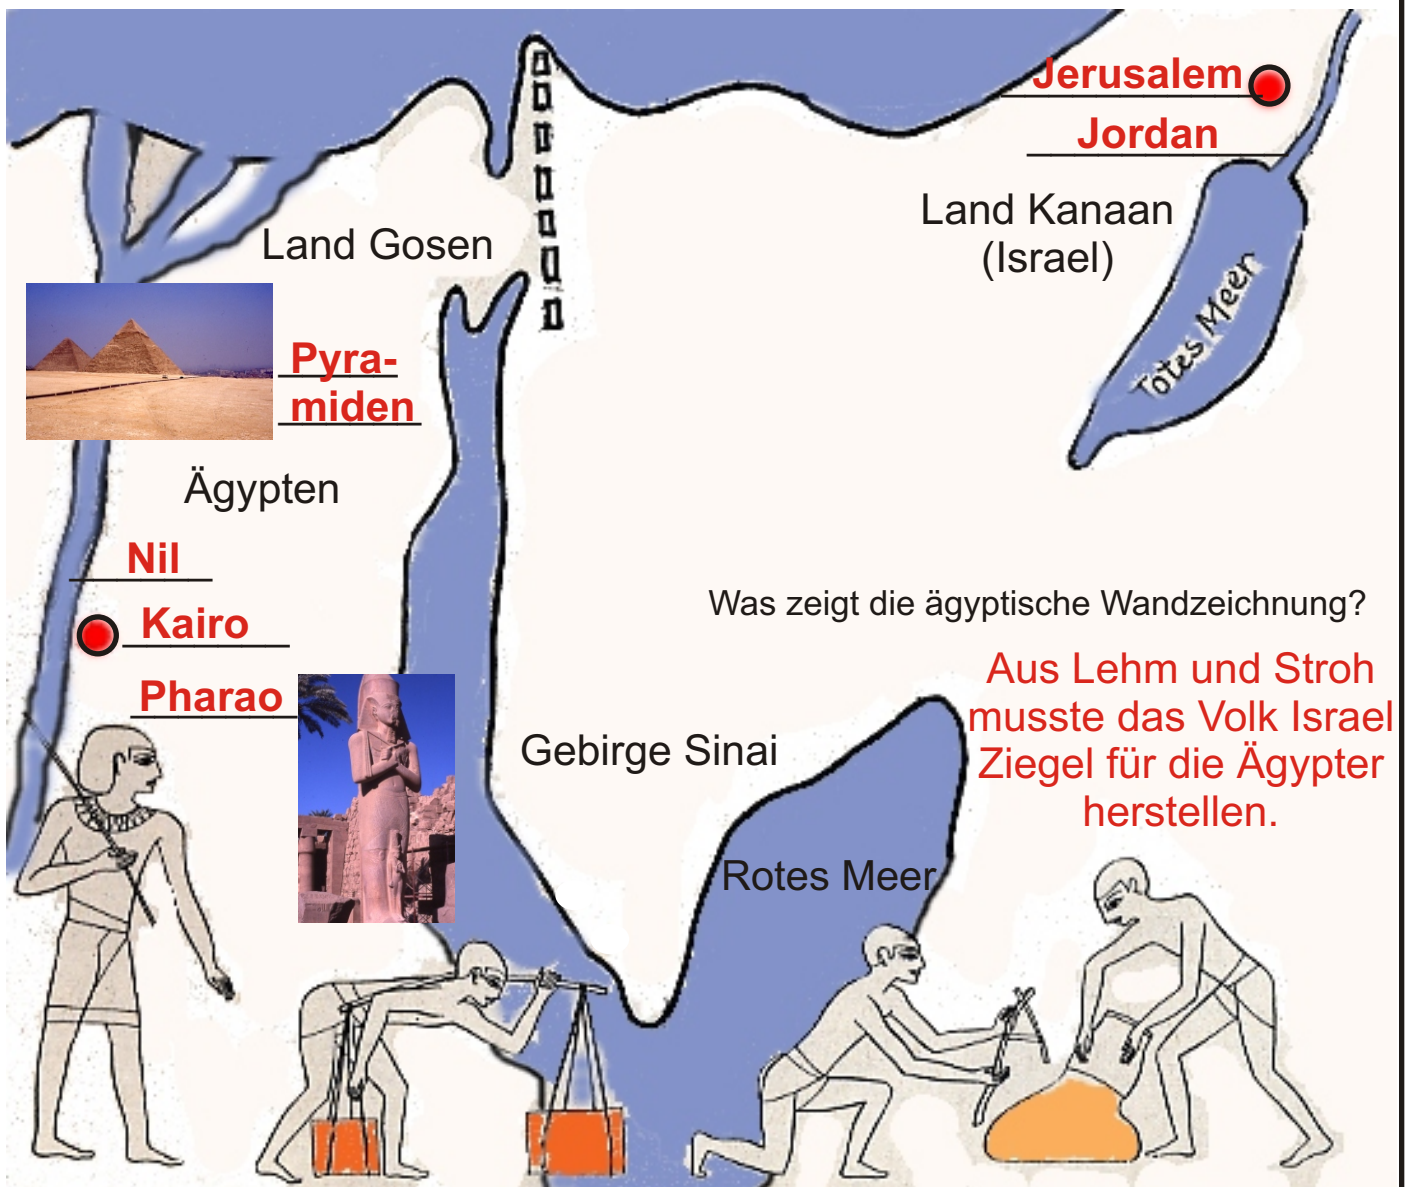 Jerusalem
Jordan
Land Kanaan
(Israel)
Land Gosen
Totes Meer
Pyra-
miden
Ägypten
Nil
Kairo
Pharao
Was zeigt die ägyptische Wandzeichnung?
Aus Lehm und Stroh
musste das Volk Israel
Ziegel für die Ägypter
herstellen.
Gebirge Sinai
Rotes Meer